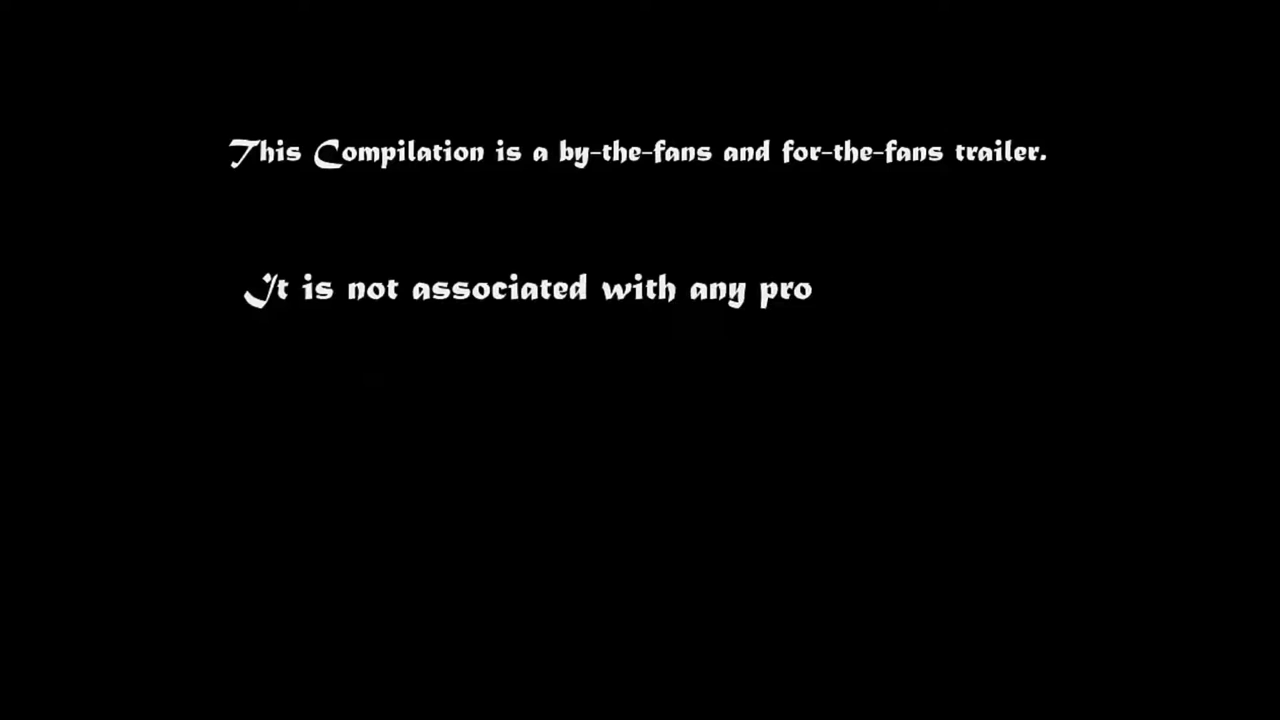 This Compilation is a by-the-fans and for-the-fans trailer.
It is not associated with any pro